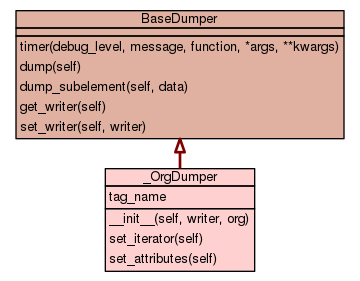 BaseDumper
timer(debug_level, message, function, *args, **kwargs)
dump(self)
dump_subelement(self, data)
get_writer(self)
set_writer(self, writer)
_OrgDumper
tag_name
__init__(self, writer, org)
set_iterator(self)
set_attributes(self)